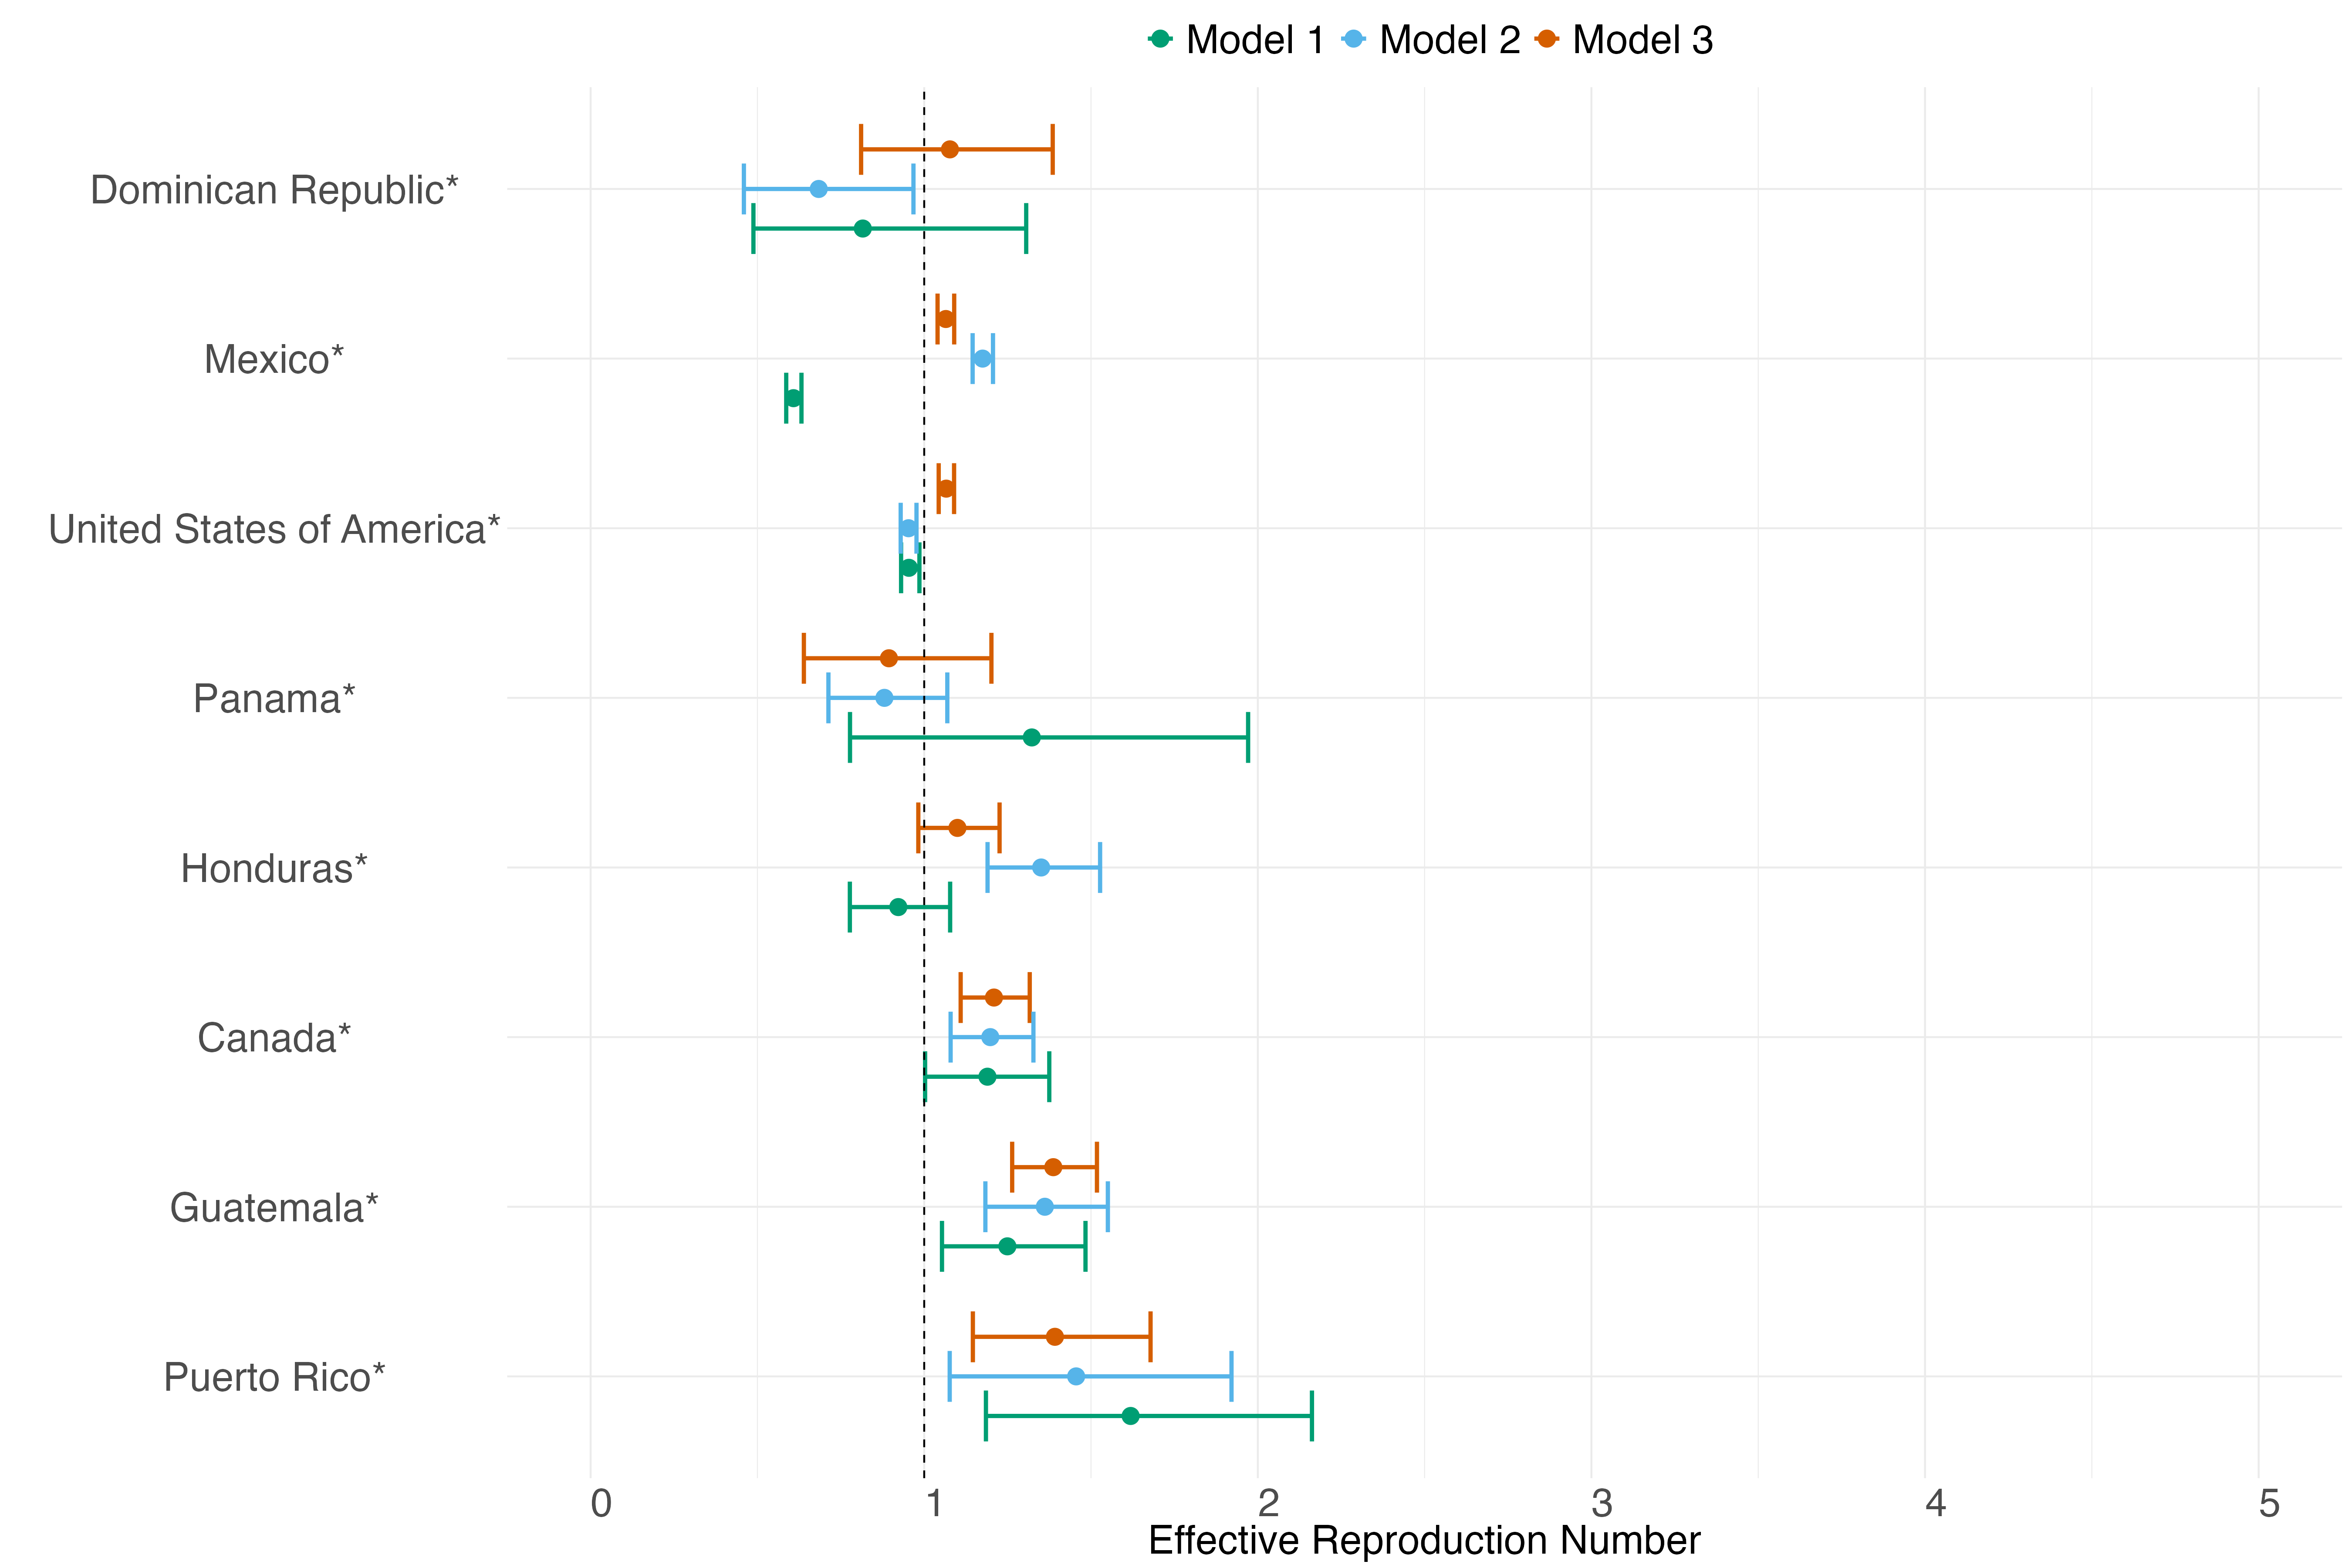 Model 1 Model 2 Model 3
Dominican Republic*
Mexico*
United States of America*
Panama*
Honduras*
Canada*
Guatemala*
Puerto Rico*
0 1 2 3 4 5
Effective Reproduction Number